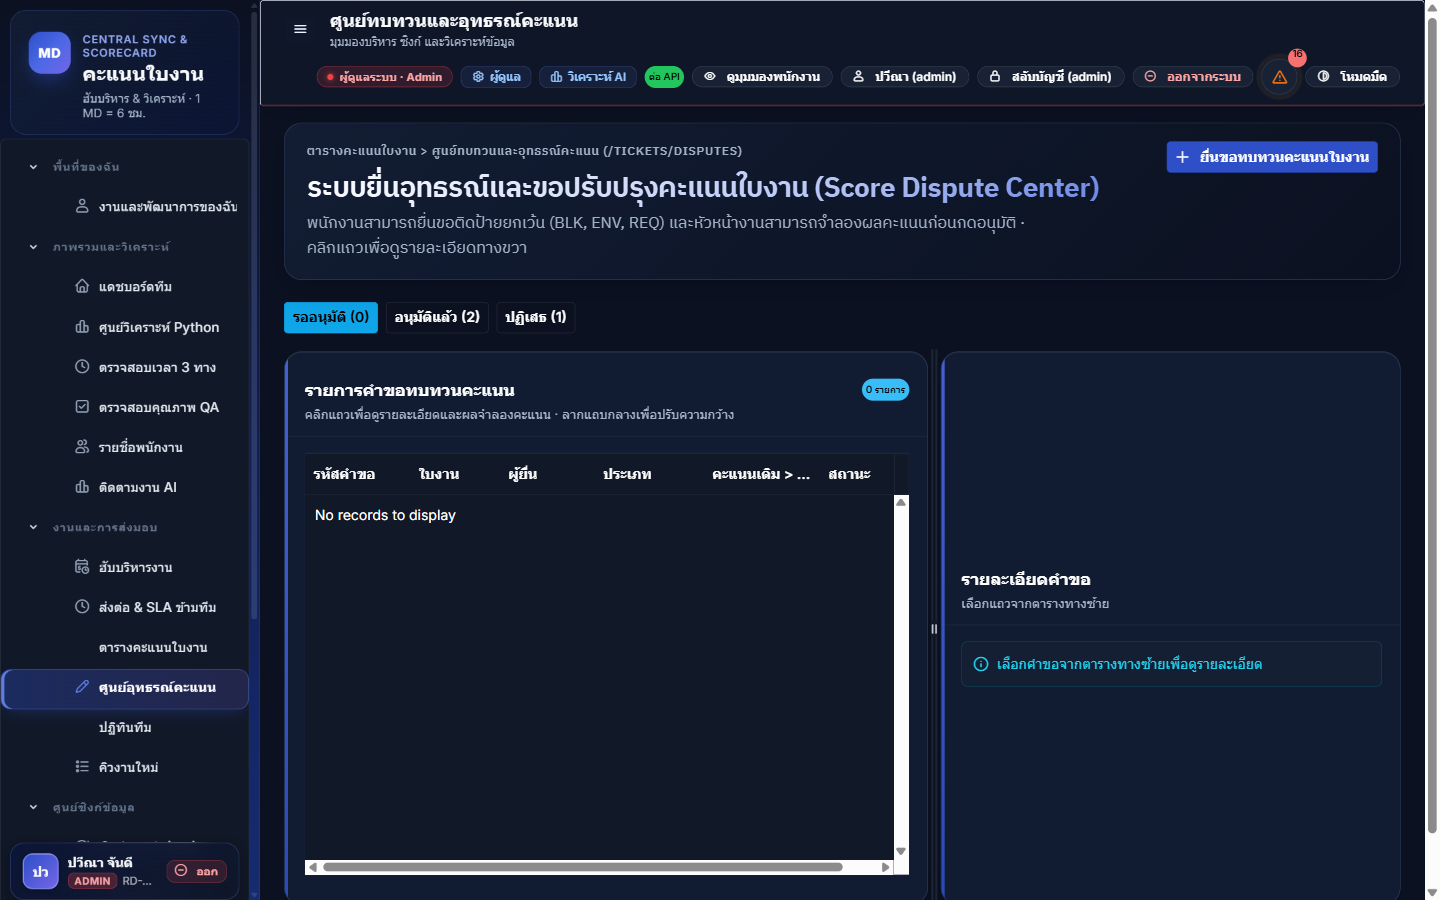 MD
CENTRAL SYNC &
SCORECARD
คะแนนใบงาน
ฮับบริหาร & วิเคราะห์ · 1
MD = 6 ชม.
พื้นที่ของฉัน
งานและพัฒนาการของฉัน
ภาพรวมและวิเคราะห์
แดชบอร์ดทีม
ศูนย์วิเคราะห์ Python
ตรวจสอบเวลา 3 ทาง
ตรวจสอบคุณภาพ QA
รายชื่อพนักงาน
ติดตามงาน AI
งานและการส่งมอบ
ฮับบริหารงาน
ส่งต่อ & SLA ข้ามทีม
ตารางคะแนนใบงาน
ศูนย์อุทธรณ์คะแนน
ปฏิทินทีม
คิวงานใหม่
ศูนย์ซิงก์ข้อมูล
ปว
ปวีณา จันดี
ADMIN RD-...
ออก
ศูนย์ทบทวนและอุทธรณ์คะแนน
มุมมองบริหาร ซิงก์ และวิเคราะห์ข้อมูล
ผู้ดูแลระบบ · Admin
ผู้ดูแล
วิเคราะห์ AI
ต่อ API
ดูมุมมองพนักงาน
ปวีณา (admin)
สลับบัญชี (admin)
ออกจากระบบ
16
โหมดมืด
ตารางคะแนนใบงาน > ศูนย์ทบทวนและอุทธรณ์คะแนน (/TICKETS/DISPUTES)
ระบบยื่นอุทธรณ์และขอปรับปรุงคะแนนใบงาน (Score Dispute Center)
พนักงานสามารถยื่นขอติดป้ายยกเว้น (BLK, ENV, REQ) และหัวหน้างานสามารถจำลองผลคะแนนก่อนกดอนุมัติ ·
คลิกแถวเพื่อดูรายละเอียดทางขวา
ยื่นขอทบทวนคะแนนใบงาน
รออนุมัติ (0)
อนุมัติแล้ว (2)
ปฏิเสธ (1)
รายการคำขอทบทวนคะแนน
0 รายการ
คลิกแถวเพื่อดูรายละเอียดและผลจำลองคะแนน · ลากแถบกลางเพื่อปรับความกว้าง
รหัสคำขอ ใบงาน ผู้ยื่น ประเภท คะแนนเดิม > ... สถานะ
No records to display
รายละเอียดคำขอ
เลือกแถวจากตารางทางซ้าย
เลือกคำขอจากตารางทางซ้ายเพื่อดูรายละเอียด